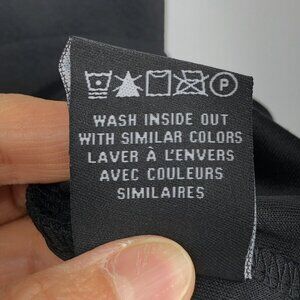 P
WASH INSIDE OUT
WITH SIMILAR COLORS
LAVER À L'ENVERS
AVEC COULEURS
SIMILAIRES